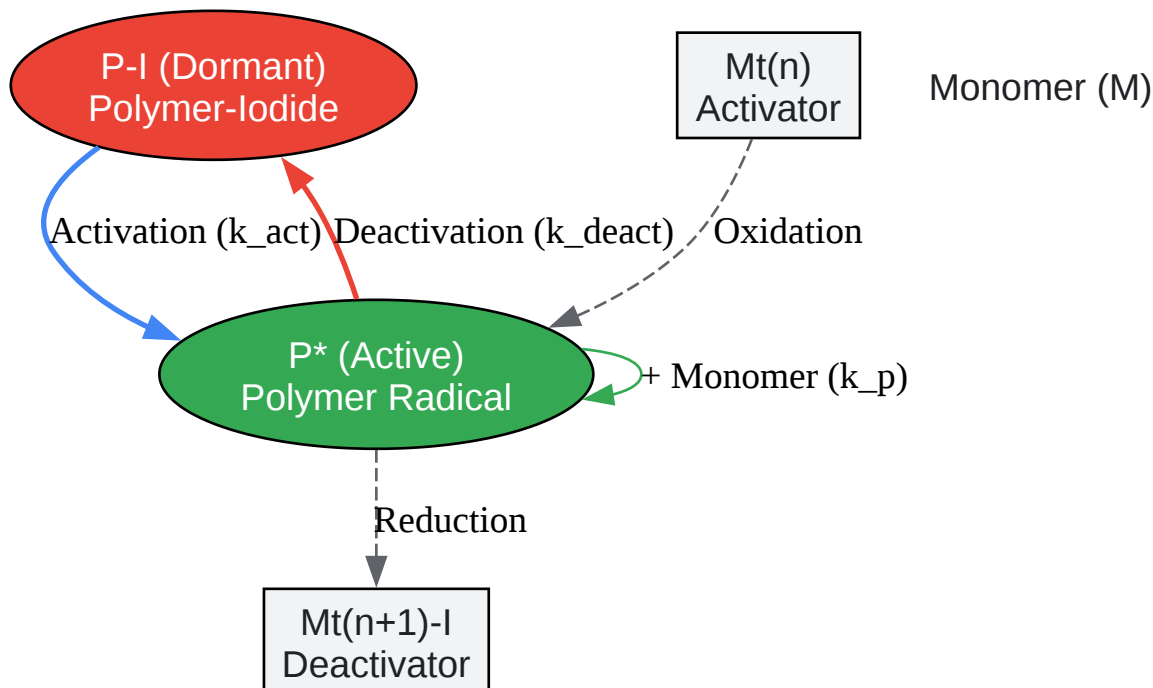 P-I (Dormant)
Polymer-Iodide
Mt(n)
Activator
Monomer (M)
Activation (k_act)
Deactivation (k_deact)
Oxidation
P* (Active)
Polymer Radical
+ Monomer (k_p)
Reduction
Mt(n+1)-I
Deactivator